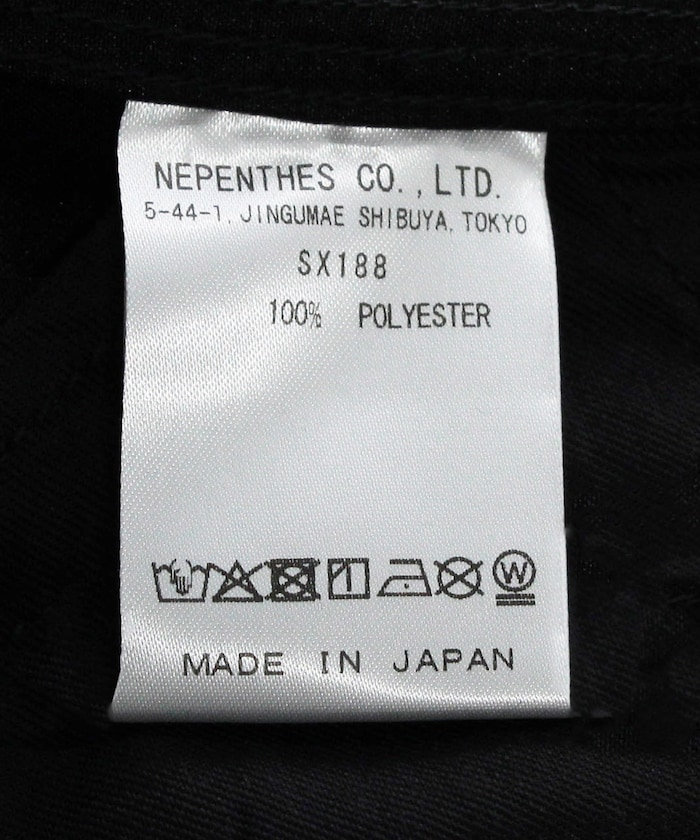 NEPENTHES CO., LTD.
5-44-1, JINGUMAE SHIBUYA, TOKYO
SX188
100% POLYESTER
W
MADE IN JAPAN